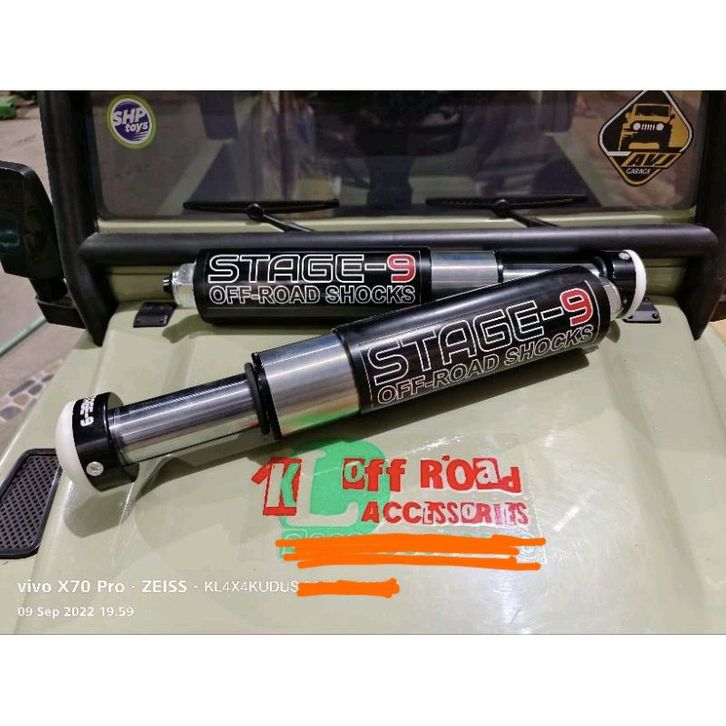 SHP
toys
AVJ
GARAGE
STAGE-9
OFF-ROAD SHOCKS
STAGE-9
OFF-ROAD SHOCKS
STAGE-9
KL Off Road
Accessories
vivo X70 Pro · ZEISS · KL4X4KUDUS
09 Sep 2022 19.59